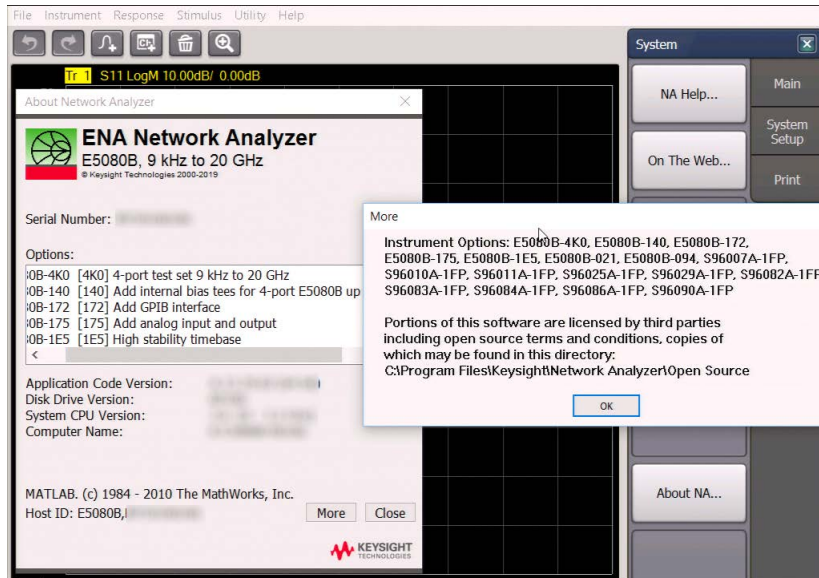 File Instrument Response Stimulus Utility Help
Tr 1 S11 LogM 10.00dB/ 0.00dB
About Network Analyzer
ENA Network Analyzer
E5080B, 9 kHz to 20 GHz
© Keysight Technologies 2000-2019
Serial Number:
Options:
0B-4K0 [4K0] 4-port test set 9 kHz to 20 GHz
0B-140 [140] Add internal bias tees for 4-port E5080B up
0B-172 [172] Add GPIB interface
0B-175 [175] Add analog input and output
0B-1E5 [1E5] High stability timebase
Application Code Version:
Disk Drive Version:
System CPU Version:
Computer Name:
MATLAB. (c) 1984 - 2010 The MathWorks, Inc.
Host ID: E5080B,
More
Close
KEYSIGHT
TECHNOLOGIES
More
Instrument Options: E5080B-4K0, E5080B-140, E5080B-172,
E5080B-175, E5080B-1E5, E5080B-021, E5080B-094, S96007A-1FP,
S96010A-1FP, S96011A-1FP, S96025A-1FP, S96029A-1FP, S96082A-1FP
S96083A-1FP, S96084A-1FP, S96086A-1FP, S96090A-1FP
Portions of this software are licensed by third parties
including open source terms and conditions, copies of
which may be found in this directory:
C:\Program Files\Keysight\Network Analyzer\Open Source
OK
System
NA Help...
On The Web...
About NA...
Main
System
Setup
Print